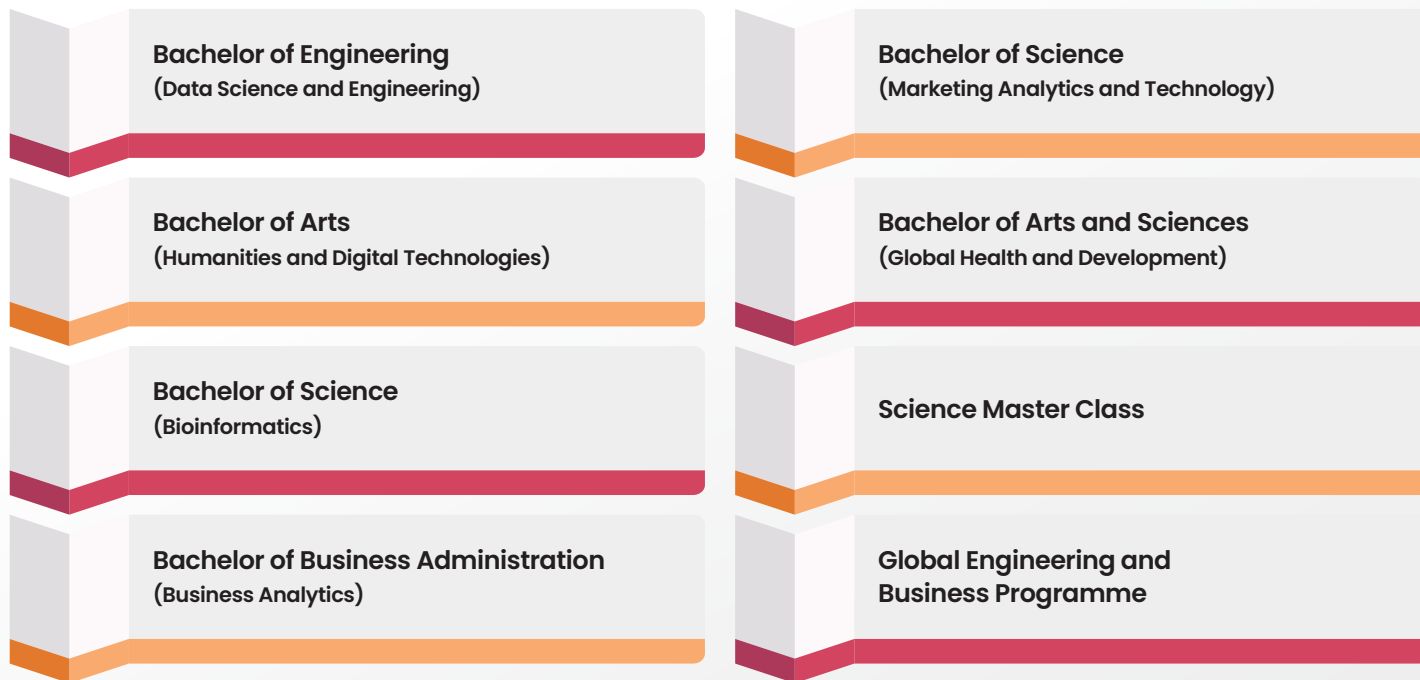 Bachelor of Engineering
(Data Science and Engineering)
Bachelor of Arts
(Humanities and Digital Technologies)
Bachelor of Science
(Bioinformatics)
Bachelor of Business Administration
(Business Analytics)
Bachelor of Science
(Marketing Analytics and Technology)
Bachelor of Arts and Sciences
(Global Health and Development)
Science Master Class
Global Engineering and
Business Programme